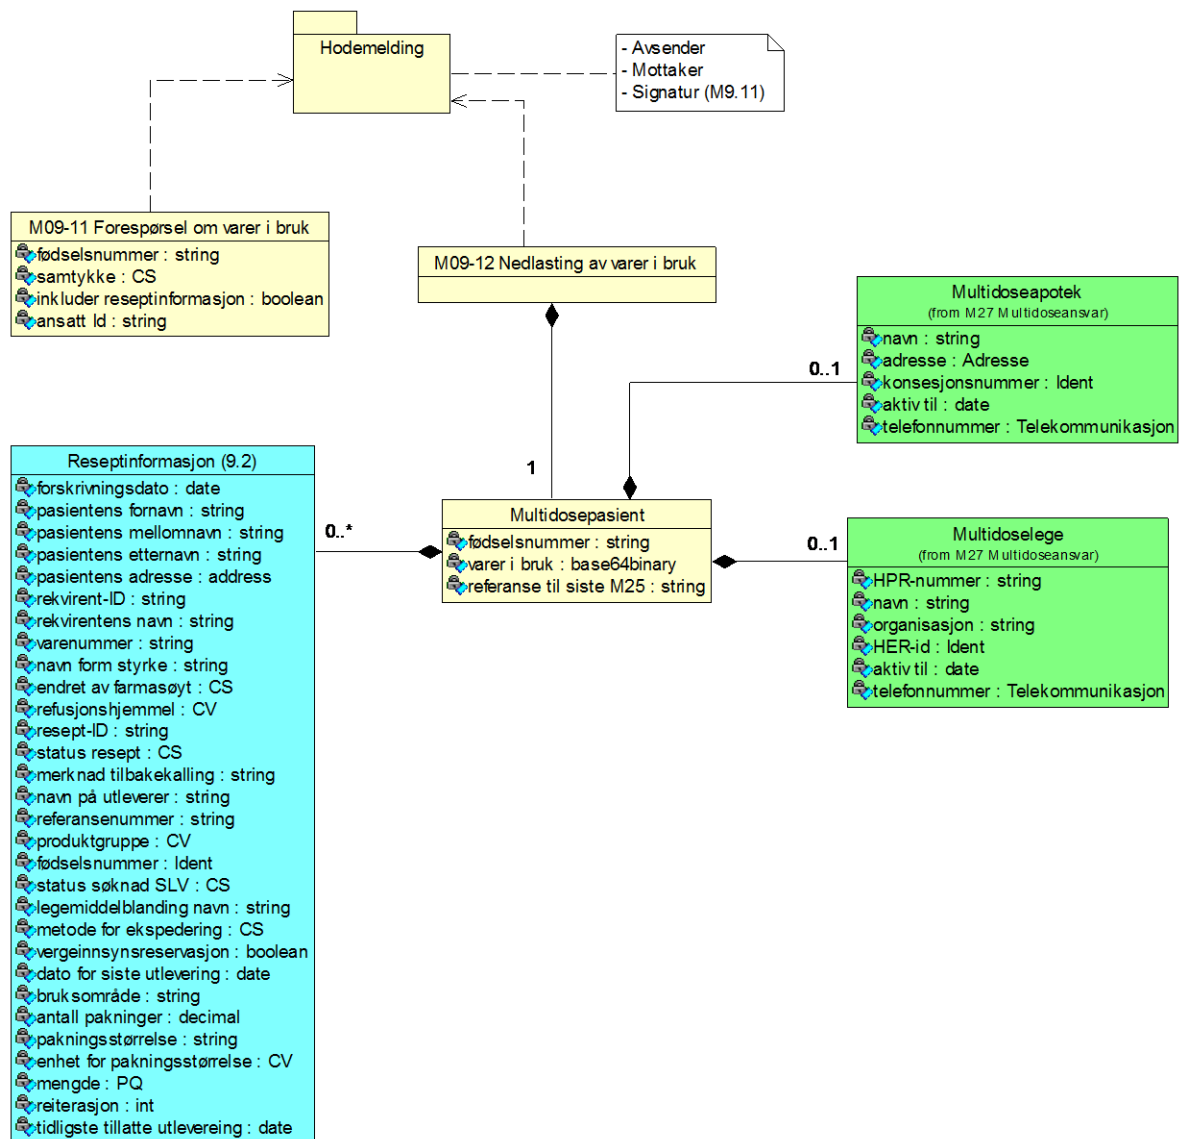 Hodemelding
- Avsender
- Mottaker
- Signatur (M9.11)
M09-11 Forespørsel om varer i bruk
fødselsnummer : string
samtykke : CS
inkluder reseptinformasjon : boolean
ansatt Id : string
M09-12 Nedlasting av varer i bruk
Multidoseapotek
(from M27 Multidoseansvar)
navn : string
adresse : Adresse
konsesjonsnummer : Ident
aktiv til : date
telefonnummer : Telekommunikasjon
0..1
1
Reseptinformasjon (9.2)
forskrivningsdato : date
pasientens fornavn : string
pasientens mellomnavn : string
pasientens etternavn : string
pasientens adresse : address
rekvirent-ID : string
rekvirentens navn : string
varenummer : string
navn form styrke : string
endret av farmasøyt : CS
refusjonshjemmel : CV
resept-ID : string
status resept : CS
merknad tilbakekalling : string
navn på utleverer : string
referansenummer : string
produktgruppe : CV
fødselsnummer : Ident
status søknad SLV : CS
legemiddelblanding navn : string
metode for ekspedering : CS
vergeinnsynsreservasjon : boolean
dato for siste utlevering : date
bruksområde : string
antall pakninger : decimal
pakningsstørrelse : string
enhet for pakningsstørrelse : CV
mengde : PQ
reiterasjon : int
tidligste tillatte utlevereing : date
0..*
Multidosepasient
fødselsnummer : string
varer i bruk : base64binary
referanse til siste M25 : string
0..1
Multidoselege
(from M27 Multidoseansvar)
HPR-nummer : string
navn : string
organisasjon : string
HER-id : Ident
aktiv til : date
telefonnummer : Telekommunikasjon